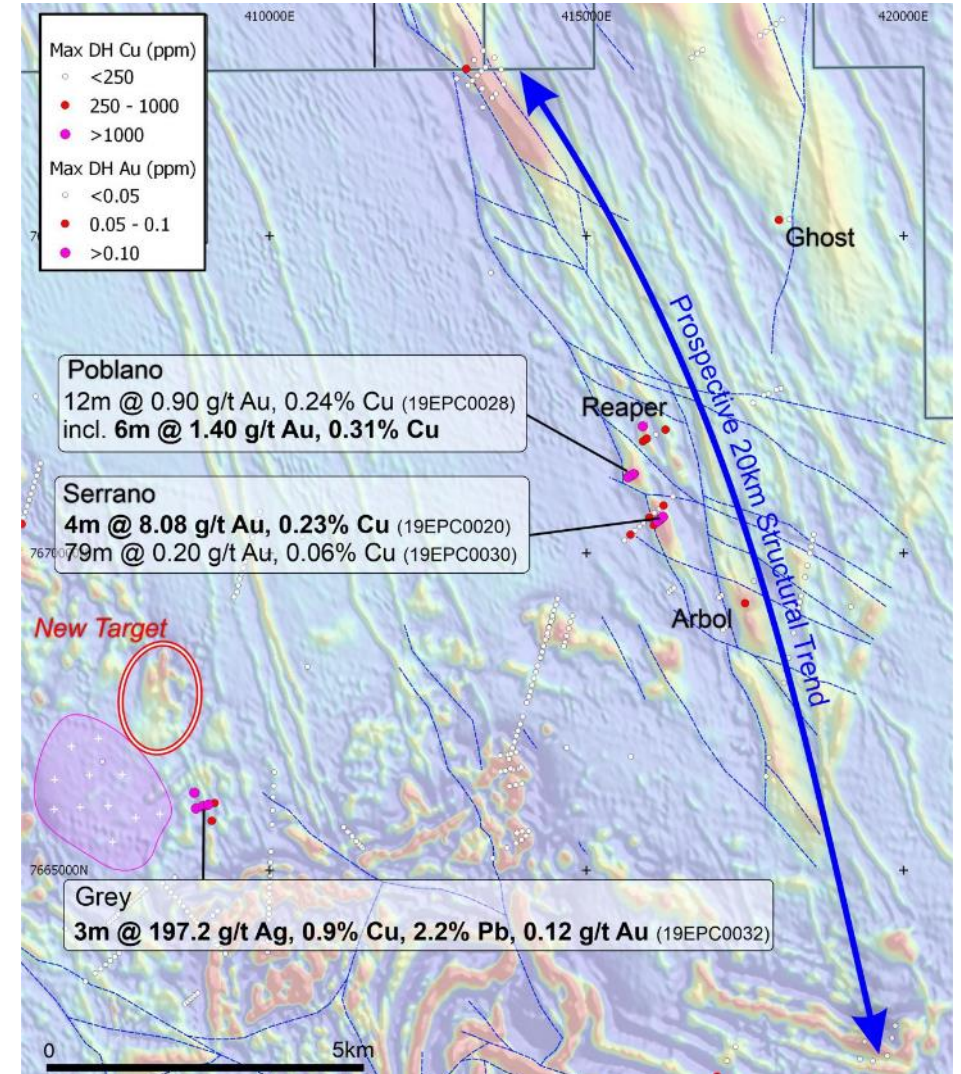 410000E
415000E
420000E
Max DH Cu (ppm)
<250
250 - 1000
>1000
Max DH Au (ppm)
<0.05
0.05 - 0.1
>0.10
Ghost
Prospective 20km Structural Trend
Poblano
12m @ 0.90 g/t Au, 0.24% Cu (19EPC0028)
incl. 6m @ 1.40 g/t Au, 0.31% Cu
Reaper
Serrano
4m @ 8.08 g/t Au, 0.23% Cu (19EPC0020)
79m @ 0.20 g/t Au, 0.06% Cu (19EPC0030)
Arbol
New Target
7665000N
Grey
3m @ 197.2 g/t Ag, 0.9% Cu, 2.2% Pb, 0.12 g/t Au (19EPC0032)
0
5km